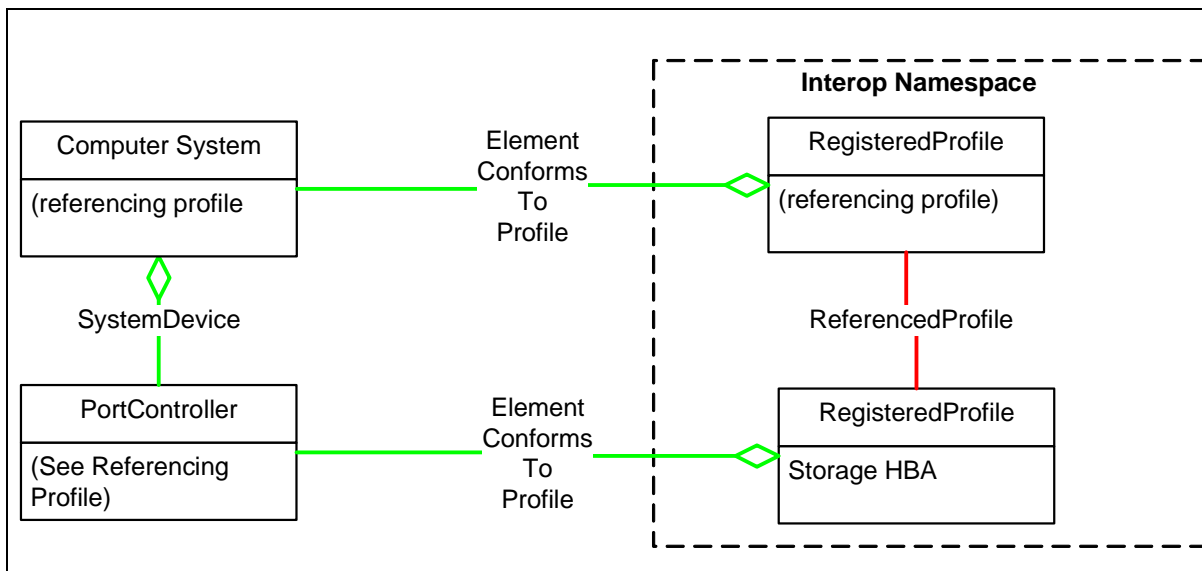 Interop Namespace
Computer System
(referencing profile
Element
Conforms
To
Profile
RegisteredProfile
(referencing profile)
SystemDevice
ReferencedProfile
PortController
(See Referencing
Profile)
Element
Conforms
To
Profile
RegisteredProfile
Storage HBA